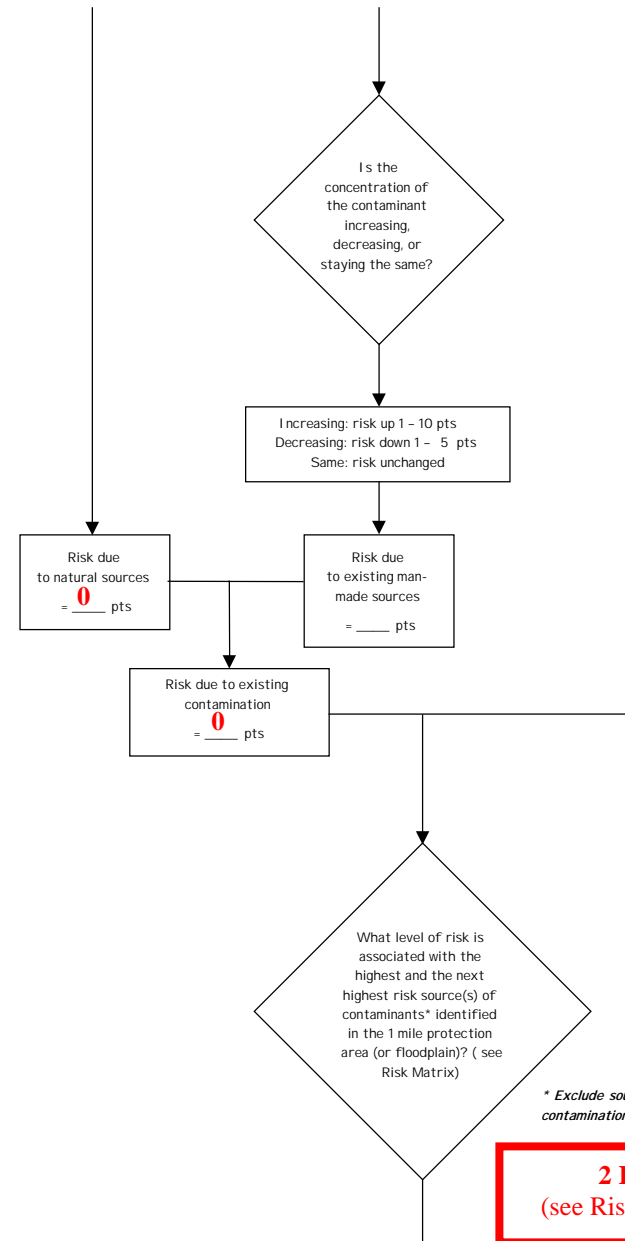 Is the
concentration of
the contaminant
increasing,
decreasing, or
staying the same?
Increasing: risk up 1 – 10 pts
Decreasing: risk down 1 – 5 pts
Same: risk unchanged
Risk due
to natural sources
= 0 pts
Risk due
to existing man-
made sources
= ____ pts
Risk due to existing
contamination
= 0 pts
What level of risk is
associated with the
highest and the next
highest risk source(s) of
contaminants* identified
in the 1 mile protection
area (or floodplain)? ( see
Risk Matrix)
* Exclude
contamination
2
(see